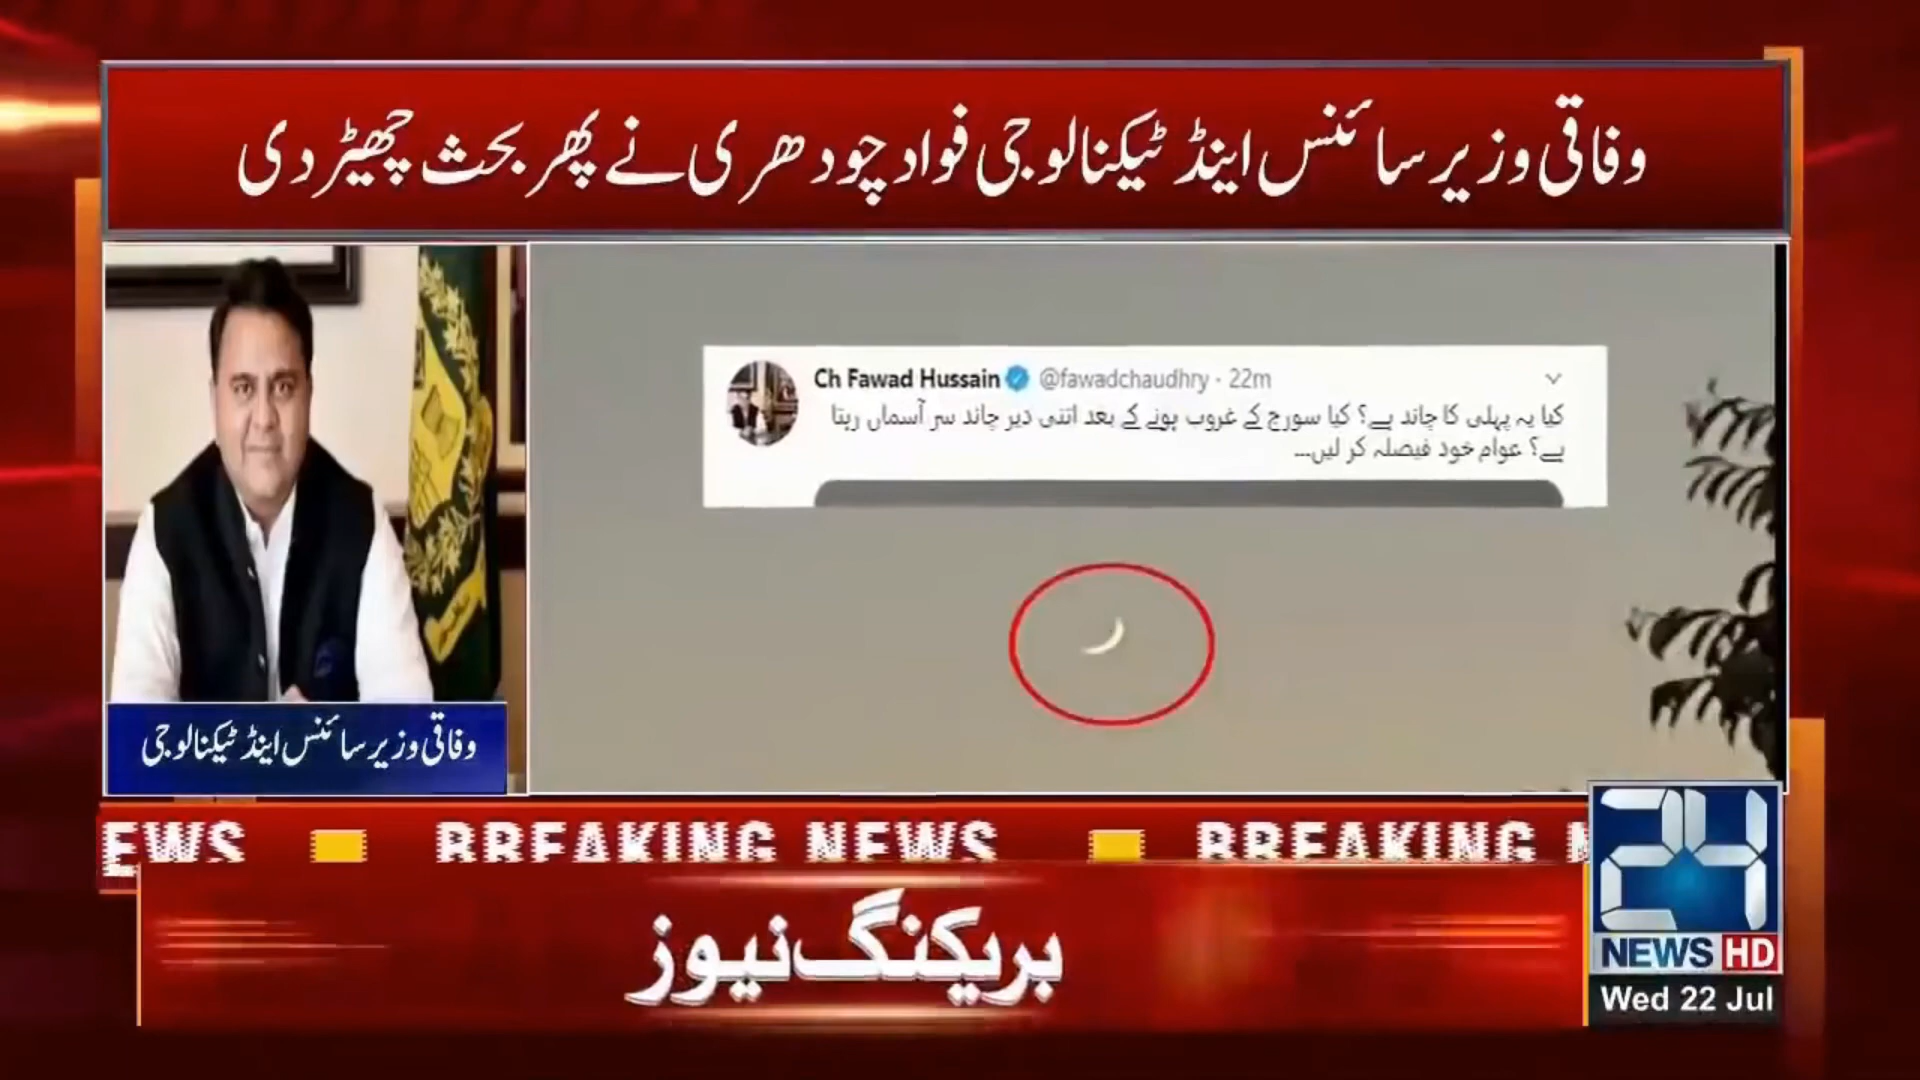 وفاقی وزیر سائنس اینڈ ٹیکنالوجی فواد چودھری نے پھر بحث چھیڑ دی
Ch Fawad Hussain @fawadchaudhry · 22m
کیا یہ پہلی کا چاند ہے؟ کیا سورج کے غروب ہونے کے بعد اتنی دیر چاند سر آسماں رہتا
ہے؟ عوام خود فیصلہ کر لیں...
وفاقی وزیر سائنس اینڈ ٹیکنالوجی
EWS BREAKING NEWS BREAKING N
بریکنگ نیوز
24
NEWS HD
Wed 22 Jul